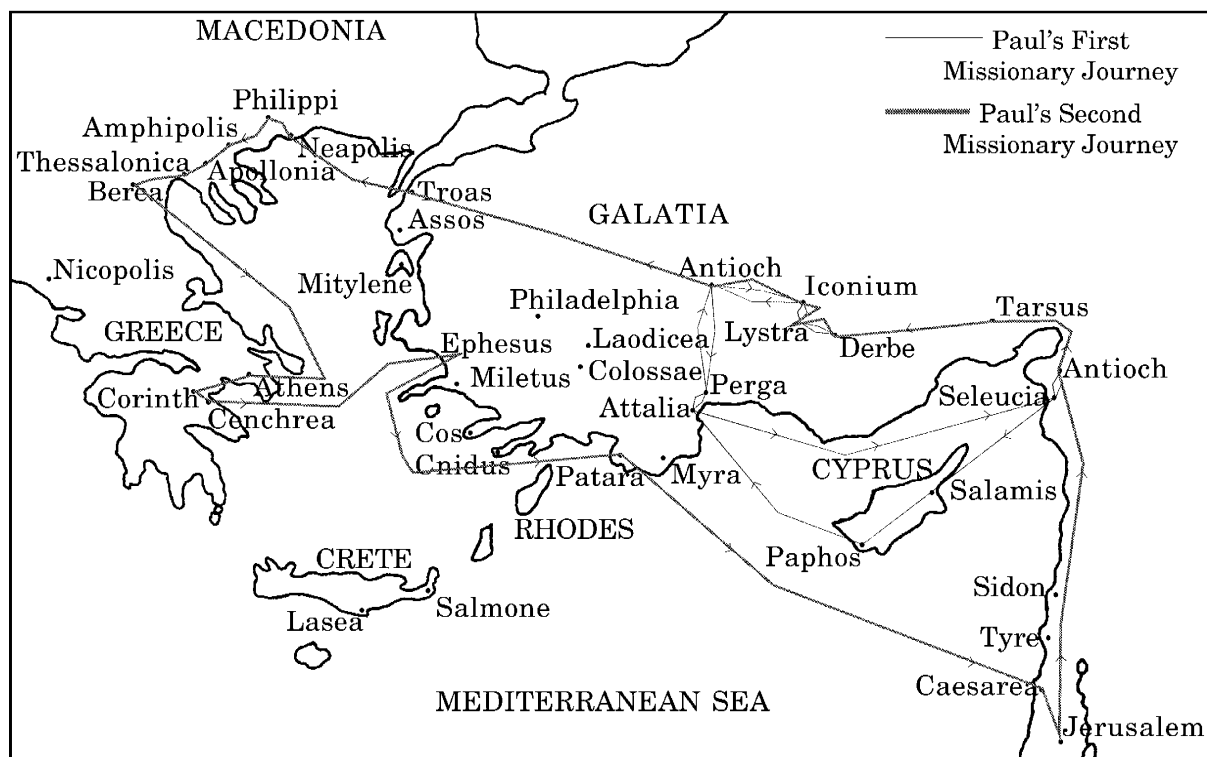 MACEDONIA
Paul's First
Missionary Journey
Paul's Second
Missionary Journey
Philippi
Amphipolis
Neapolis
Thessalonica
Apollonia
Berea
Troas
Assos
GALATIA
Nicopolis
Mitylene
Antioch
Philadelphia
Iconium
Tarsus
GREECE
Laodicea
Lystra
Derbe
Ephesus
Colossae
Antioch
Athens
Miletus
Corinth
Perga
Seleucia
Cenchrea
Attalia
Cos
Cnidus
Patara
Myra
CYPRUS
Salamis
RHODES
Paphos
CRETE
Sidon
Salmone
Lasea
Tyre
Caesarea
MEDITERRANEAN SEA
Jerusalem